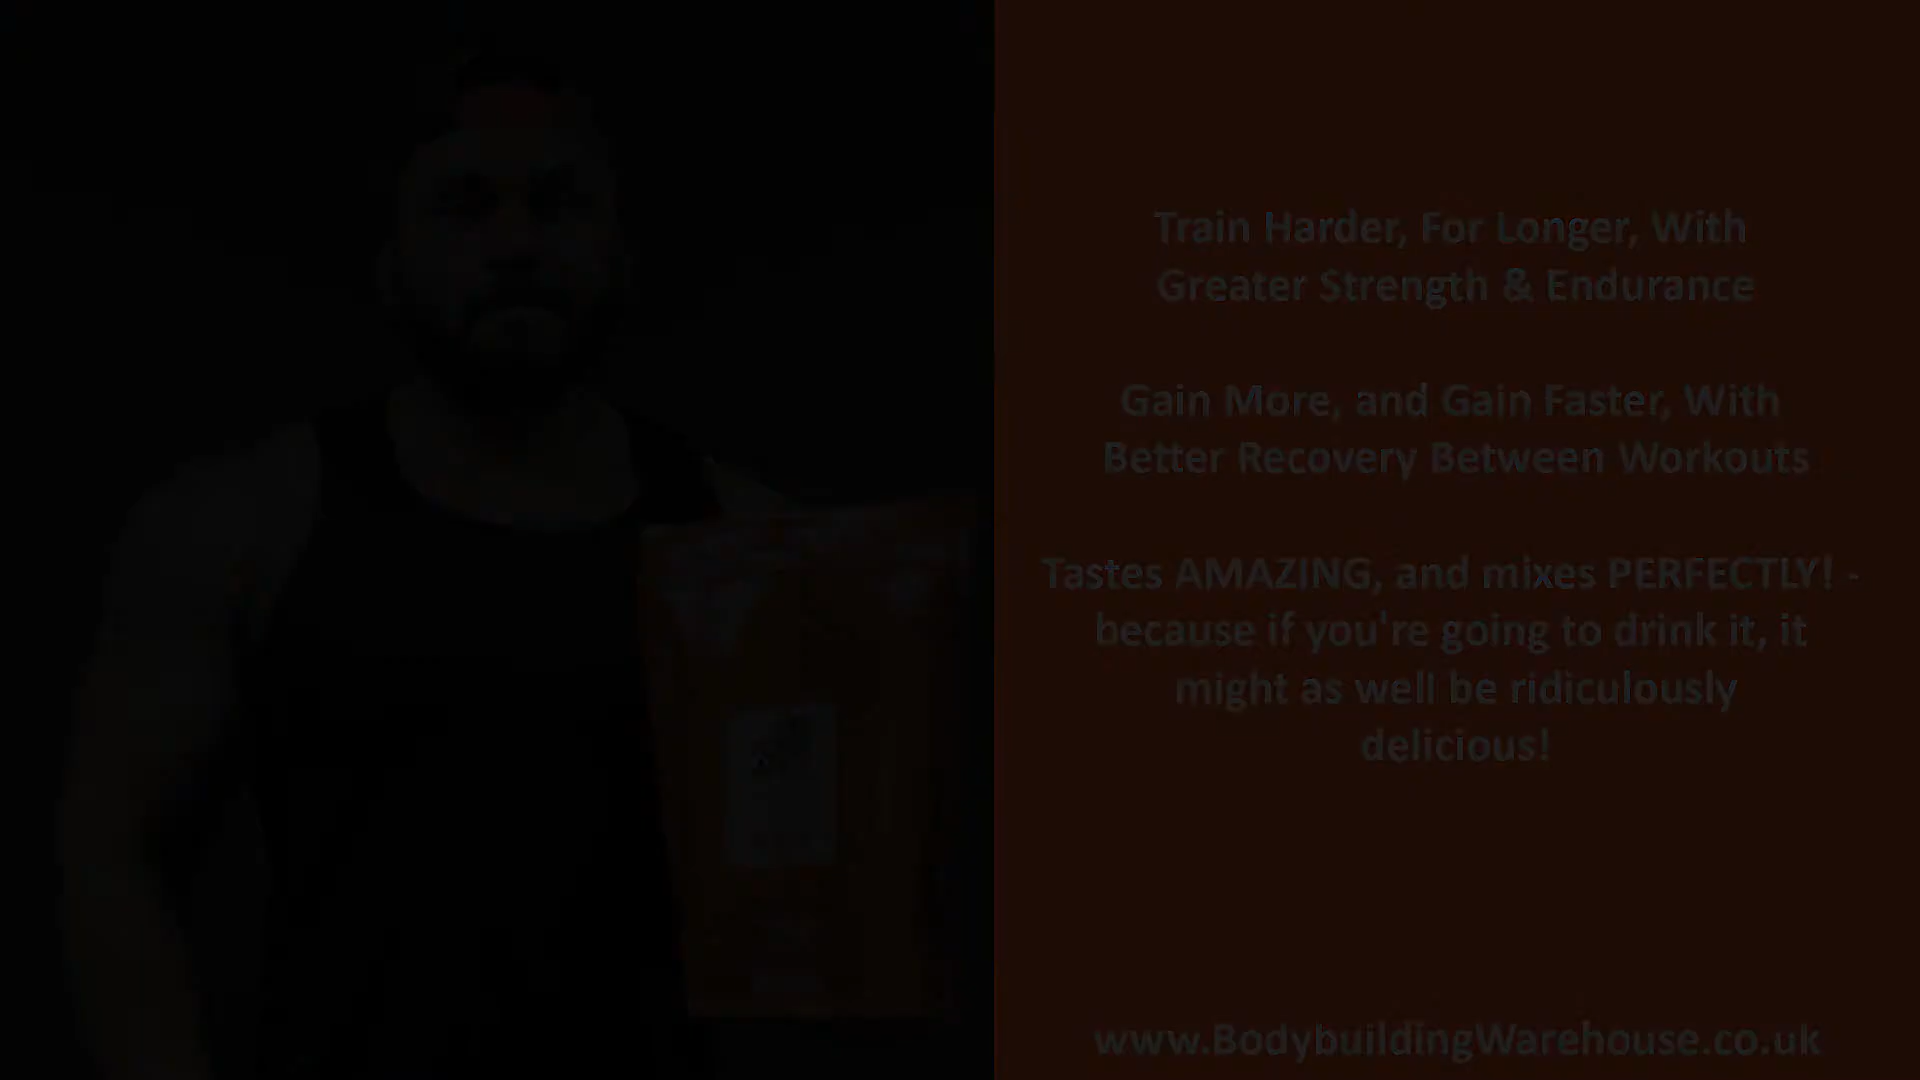 Train Harder, For Longer, With
Greater Strength & Endurance
Gain More, and Gain Faster, With
Better Recovery Between Workouts
Tastes AMAZING, and mixes PERFECTLY! -
because if you're going to drink it, it
might as well be ridiculously
delicious!
www.BodybuildingWarehouse.co.uk